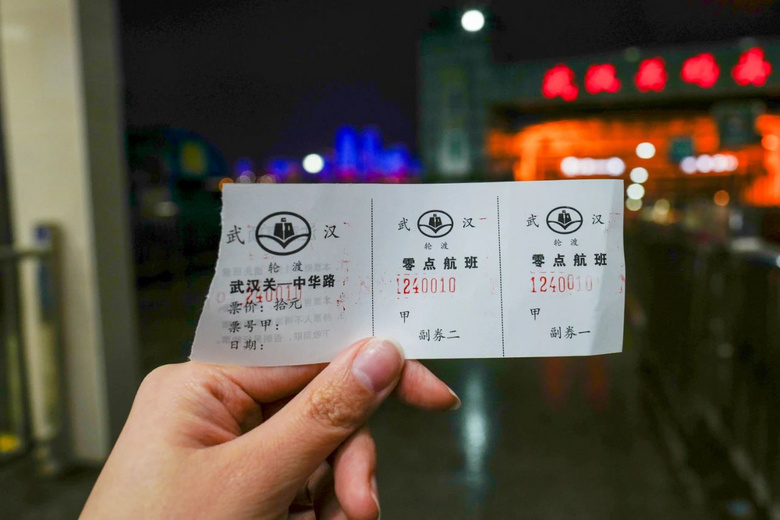 武 汉
轮渡
武汉关—中华路
240010
票价：拾元
票号甲：
日期：
武 汉
轮渡
零点航班
1240010
甲
副券二
武 汉
轮渡
零点航班
1240010
甲
副券一